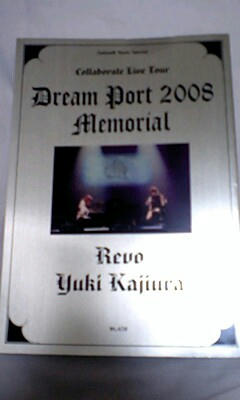 Collaborate Live Tour
Dream Port 2008
Memorial
Revo
Yuki Kajiura